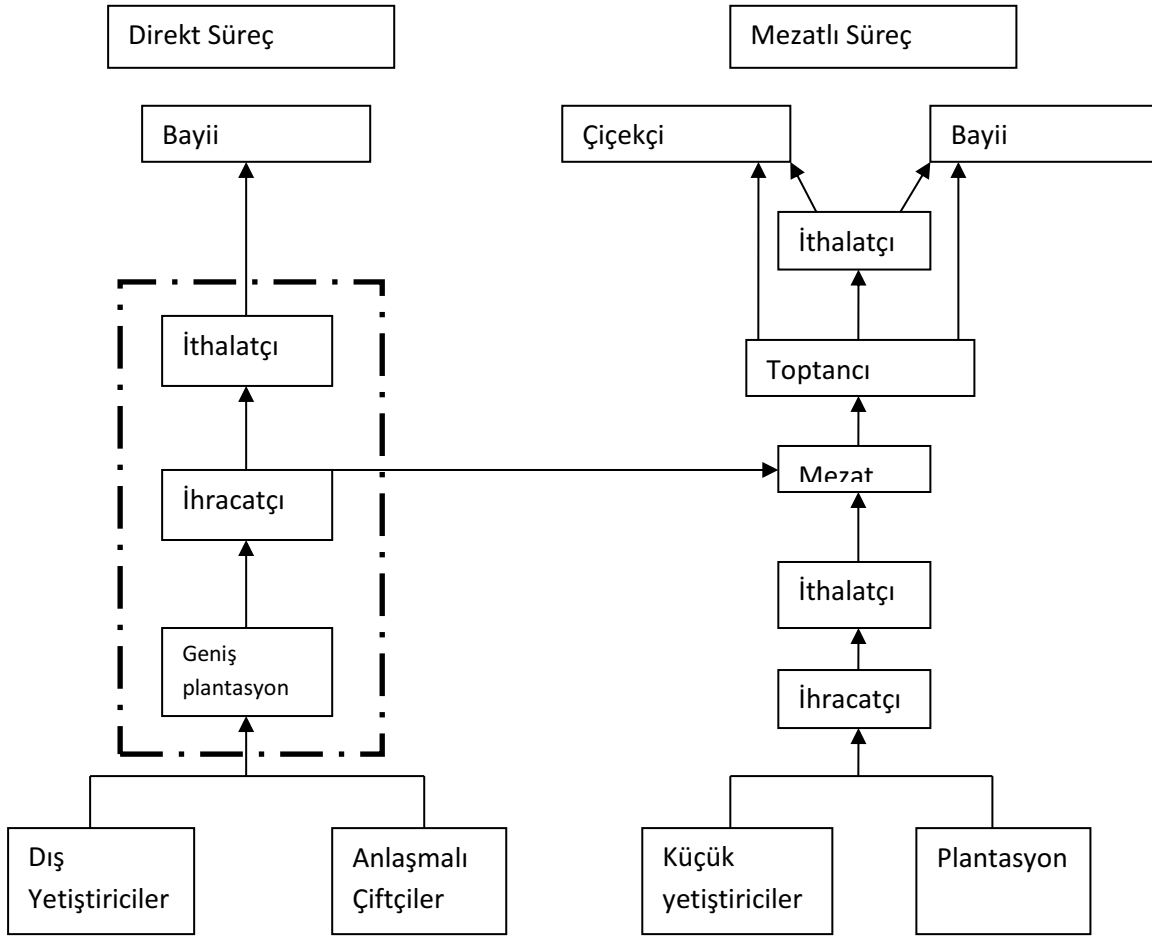 Direkt Süreç
Mezatlı Süreç
Bayii
Çiçekçi
Bayii
İthalatçı
İthalatçı
Toptancı
İhracatçı
Mezat
İthalatçı
Geniş
plantasyon
İhracatçı
Dış
Yetiştiriciler
Anlaşmalı
Çiftçiler
Küçük
yetiştiriciler
Plantasyon